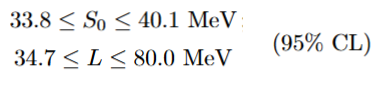 33.8 ≤ S₀ ≤ 40.1 MeV
34.7 ≤ L ≤ 80.0 MeV
(95% CL)